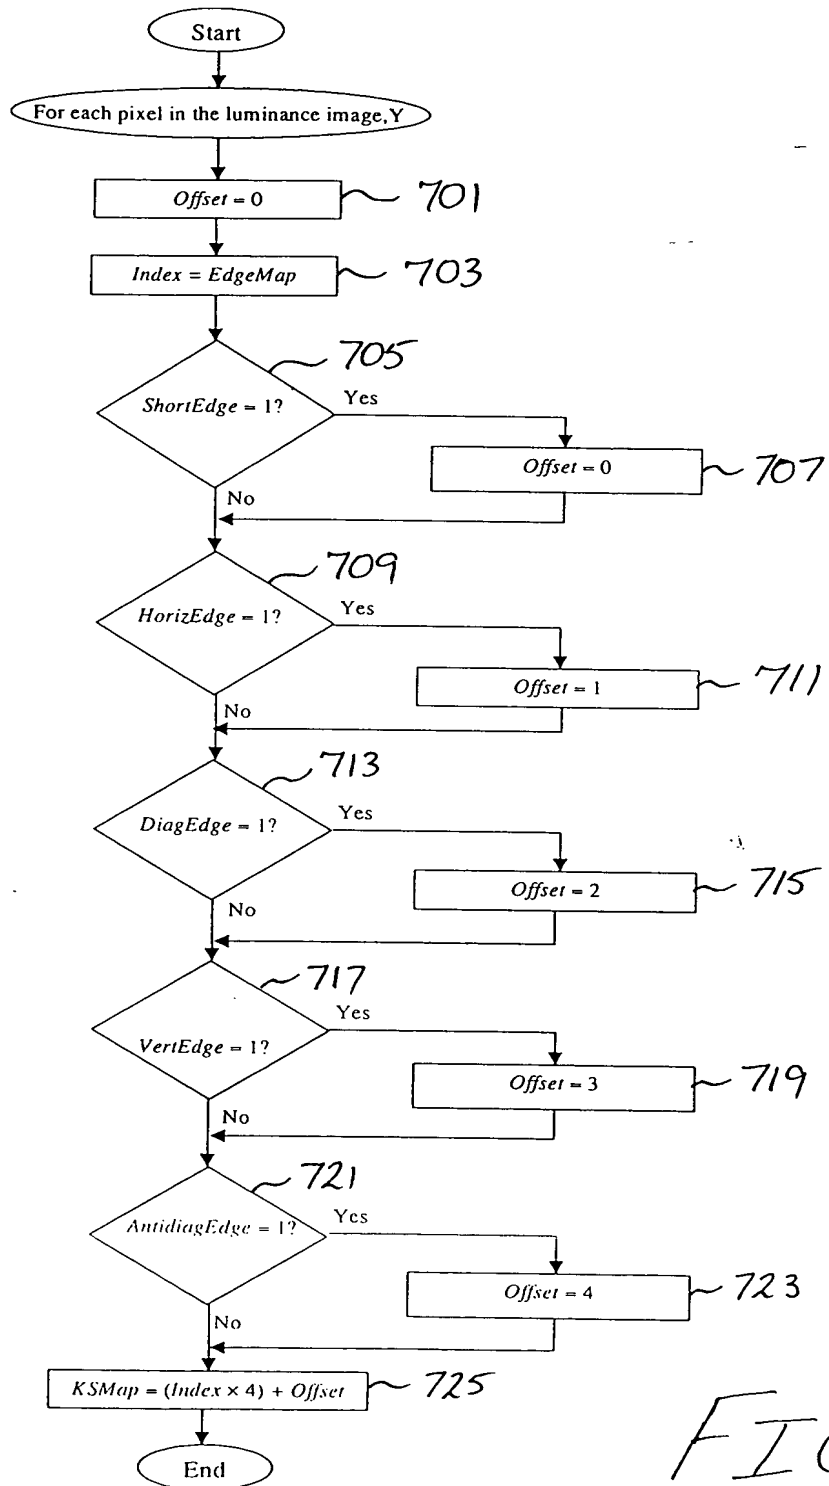 Start
For each pixel in the luminance image,Y
Offset = 0 701
Index = EdgeMap 703
705
ShortEdge = 1? Yes
Offset = 0 707
No
709
HorizEdge = 1? Yes
Offset = 1 711
No
713
DiagEdge = 1? Yes
Offset = 2 715
No
717
VertEdge = 1? Yes
Offset = 3 719
No
721
AntidiagEdge = 1? Yes
Offset = 4 723
No
KSMap = (Index × 4) + Offset 725
End